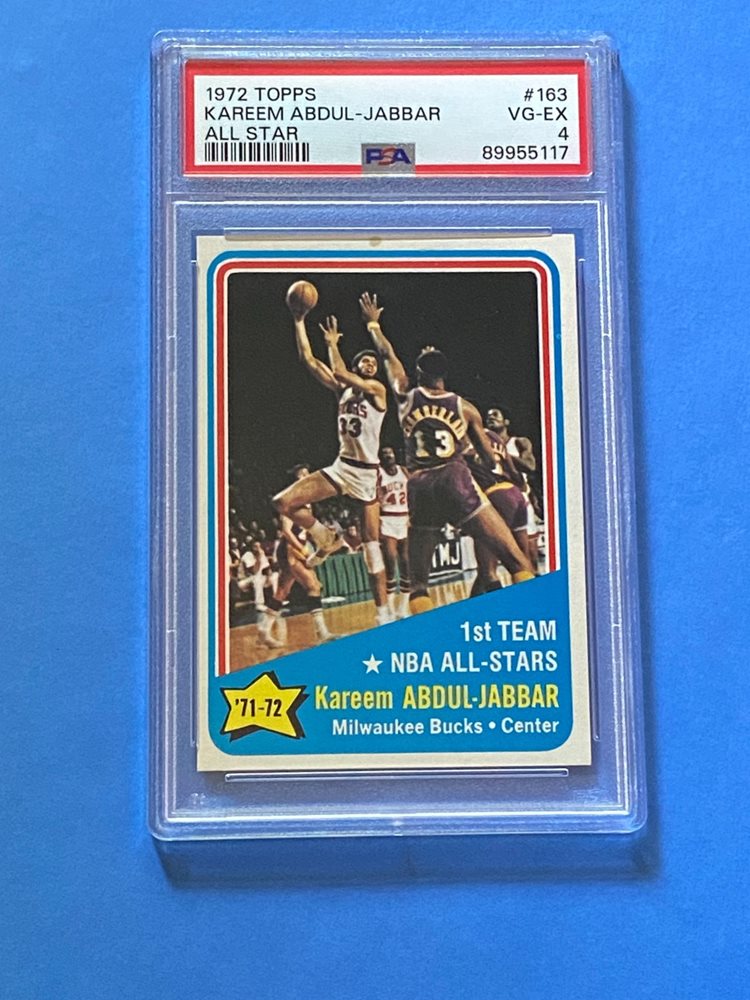 1972 TOPPS #163
KAREEM ABDUL-JABBAR VG-EX
ALL STAR 4
PSA 89955117
33
13
42
1st TEAM
★ NBA ALL-STARS
'71-72
Kareem ABDUL-JABBAR
Milwaukee Bucks • Center